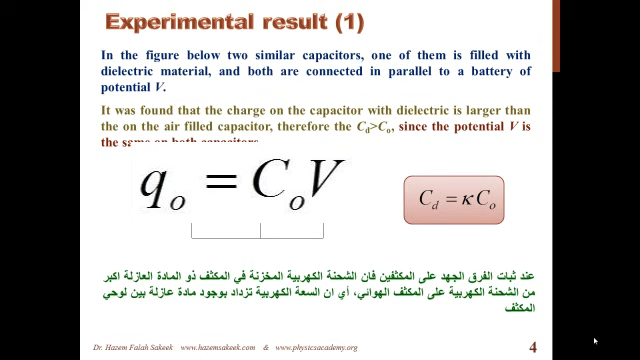 Experimental result (1)
In the figure below two similar capacitors, one of them is filled with
dielectric material, and both are connected in parallel to a battery of
potential V.
It was found that the charge on the capacitor with dielectric is larger than
the on the air filled capacitor, therefore the Cd>Co, since the potential V is
the same on both capacitors
qo = CoV
Cd = κCo
عند ثبات الفرق الجهد على المكثفين فان الشحنة الكهربية المخزنة في المكثف ذو المادة العازلة اكبر
من الشحنة الكهربية على المكثف الهوائي، أي ان السعة الكهربية تزداد بوجود مادة عازلة بين لوحي
المكثف
Dr. Hazem Falah Sakeek www.hazemsakeek.com & www.physicsacademy.org
4